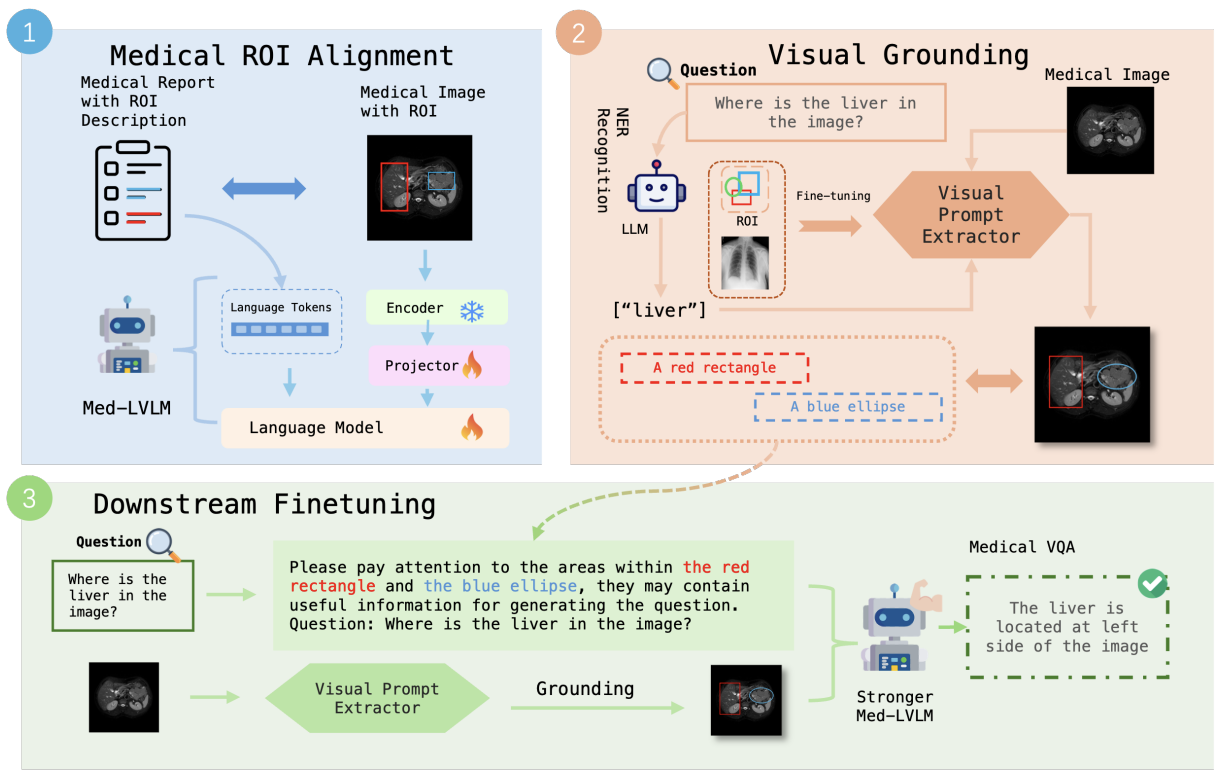 1
Medical ROI Alignment
Medical Report
with ROI
Description
Medical Image
with ROI
Language Tokens
Encoder
Projector
Med-LVLM
Language Model
2
Visual Grounding
Question
Medical Image
Where is the liver in
the image?
NER
Recognition
LLM
ROI
Fine-tuning
Visual
Prompt
Extractor
[“liver”]
A red rectangle
A blue ellipse
3
Downstream Finetuning
Question
Where is the
liver in the
image?
Please pay attention to the areas within the red
rectangle and the blue ellipse, they may contain
useful information for generating the question.
Question: Where is the liver in the image?
Visual Prompt
Extractor
Grounding
Stronger
Med-LVLM
Medical VQA
The liver is
located at left
side of the image